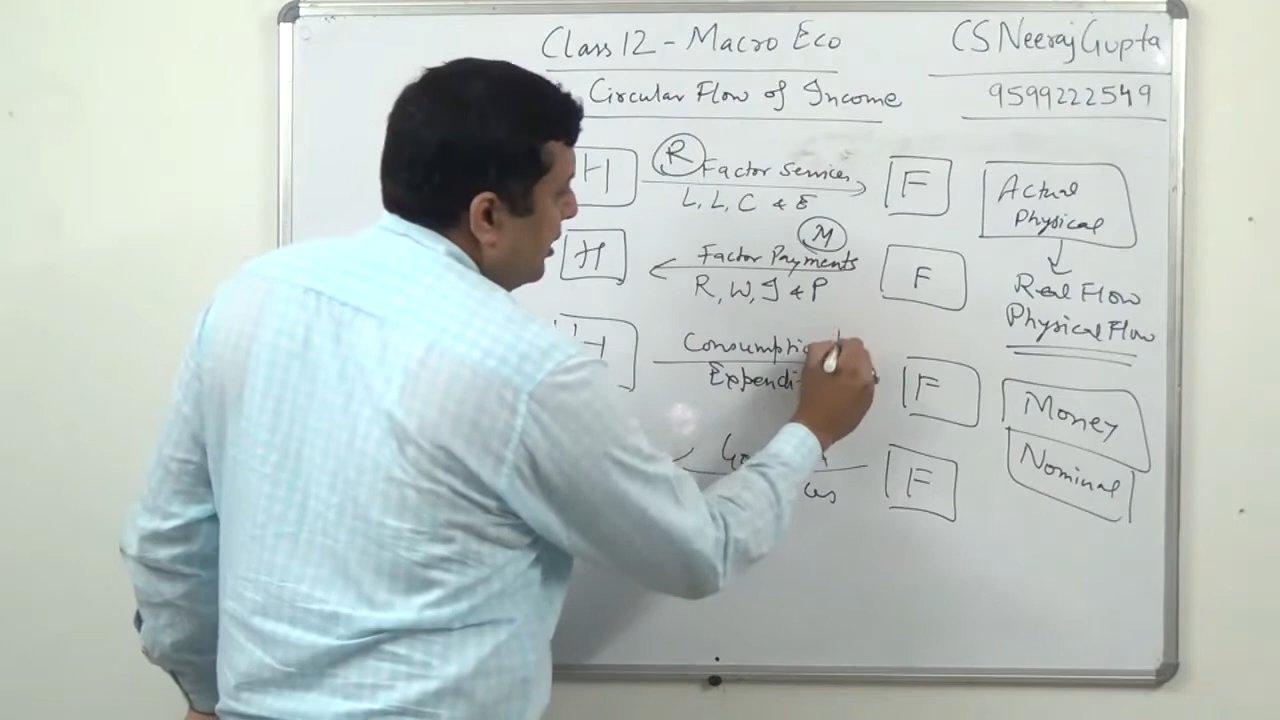 Class 12 - Macro Eco
CS Neeraj Gupta
Circular Flow of Income
9599222549
H
R
Factor Services
F
L, L, C & E
Actual
Physical
M
H
Factor Payments
F
R, W, I & P
Real Flow
Physical Flow
H
F
Money
Nominal
F